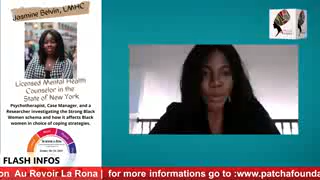 Jasmine Belvin, LMHC
Licensed Mental Health
Counselor in the
State of New York
Psychotherapist, Case Manager, and a
Researcher investigating the Strong Black
Women schema and how it affects Black
women in choice of coping strategies.
FLASH INFOS
on Au Revoir La Rona | for more informations go to :www.patchafounda